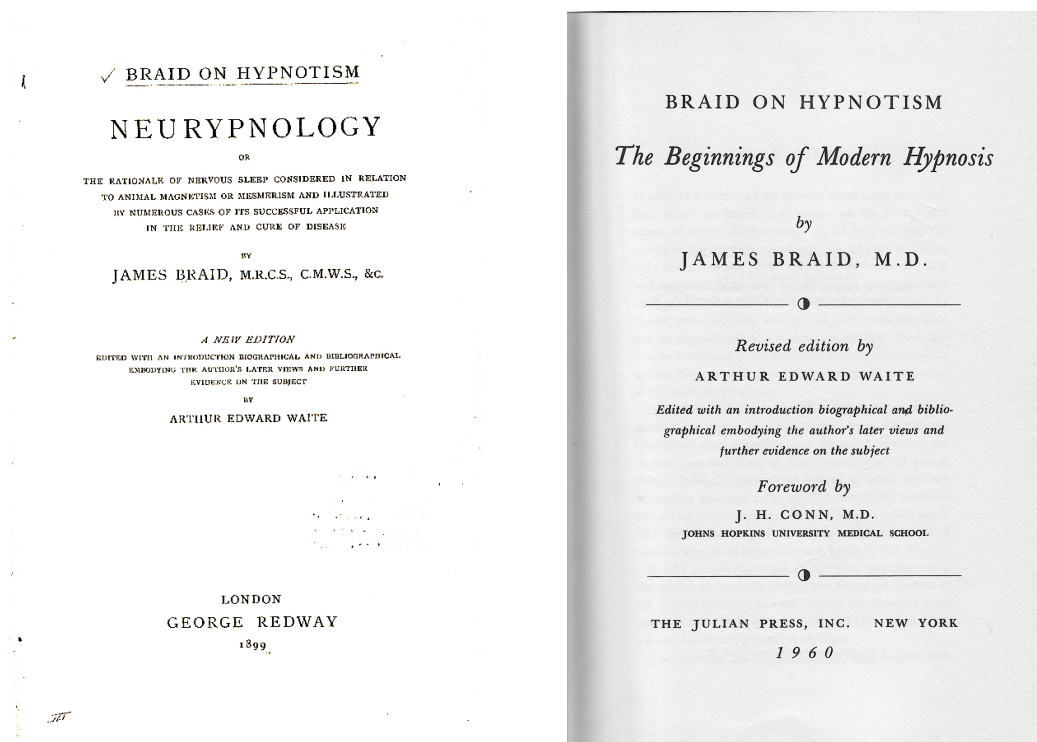 BRAID ON HYPNOTISM
NEURYPNOLOGY
OR
THE RATIONALE OF NERVOUS SLEEP CONSIDERED IN RELATION
TO ANIMAL MAGNETISM OR MESMERISM AND ILLUSTRATED
BY NUMEROUS CASES OF ITS SUCCESSFUL APPLICATION
IN THE RELIEF AND CURE OF DISEASE
BY
JAMES BRAID, M.R.C.S., C.M.W.S., &c.
A NEW EDITION
EDITED WITH AN INTRODUCTION BIOGRAPHICAL AND BIBLIOGRAPHICAL
EMBODYING THE AUTHOR'S LATER VIEWS AND FURTHER
EVIDENCE ON THE SUBJECT
BY
ARTHUR EDWARD WAITE
LONDON
GEORGE REDWAY
1899
BRAID ON HYPNOTISM
The Beginnings of Modern Hypnosis
by
JAMES BRAID, M.D.
Revised edition by
ARTHUR EDWARD WAITE
Edited with an introduction biographical and biblio-
graphical embodying the author's later views and
further evidence on the subject
Foreword by
J. H. CONN, M.D.
JOHNS HOPKINS UNIVERSITY MEDICAL SCHOOL
THE JULIAN PRESS, INC. NEW YORK
1960